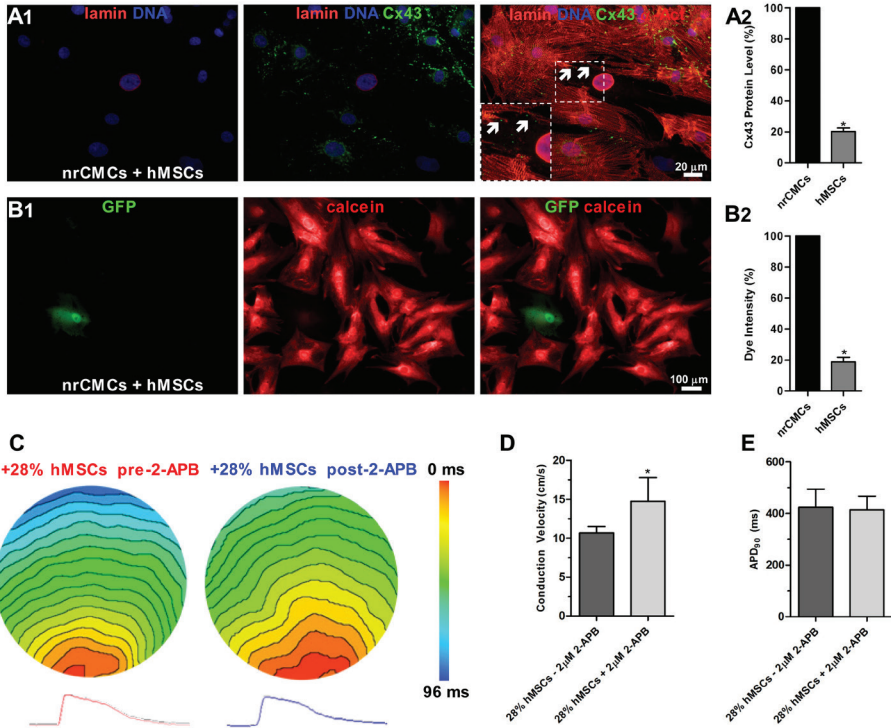 A1
lamin DNA
nrCMCs + hMSCs
lamin DNA Cx43
lamin DNA Cx43
20 µm
A2
Cx43 Protein Level (%)
100
80
60
40
20
0
*
nrCMCs
hMSCs
B1
GFP
nrCMCs + hMSCs
calcein
GFP calcein
100 µm
B2
Dye Intensity (%)
100
80
60
40
20
0
*
nrCMCs
hMSCs
C
+28% hMSCs pre-2-APB
+28% hMSCs post-2-APB
0 ms
96 ms
D
Conduction Velocity (cm/s)
20
15
10
5
0
*
28% hMSCs - 2µM 2-APB
28% hMSCs + 2µM 2-APB
E
APD90 (ms)
600
400
200
0
28% hMSCs - 2µM 2-APB
28% hMSCs + 2µM 2-APB